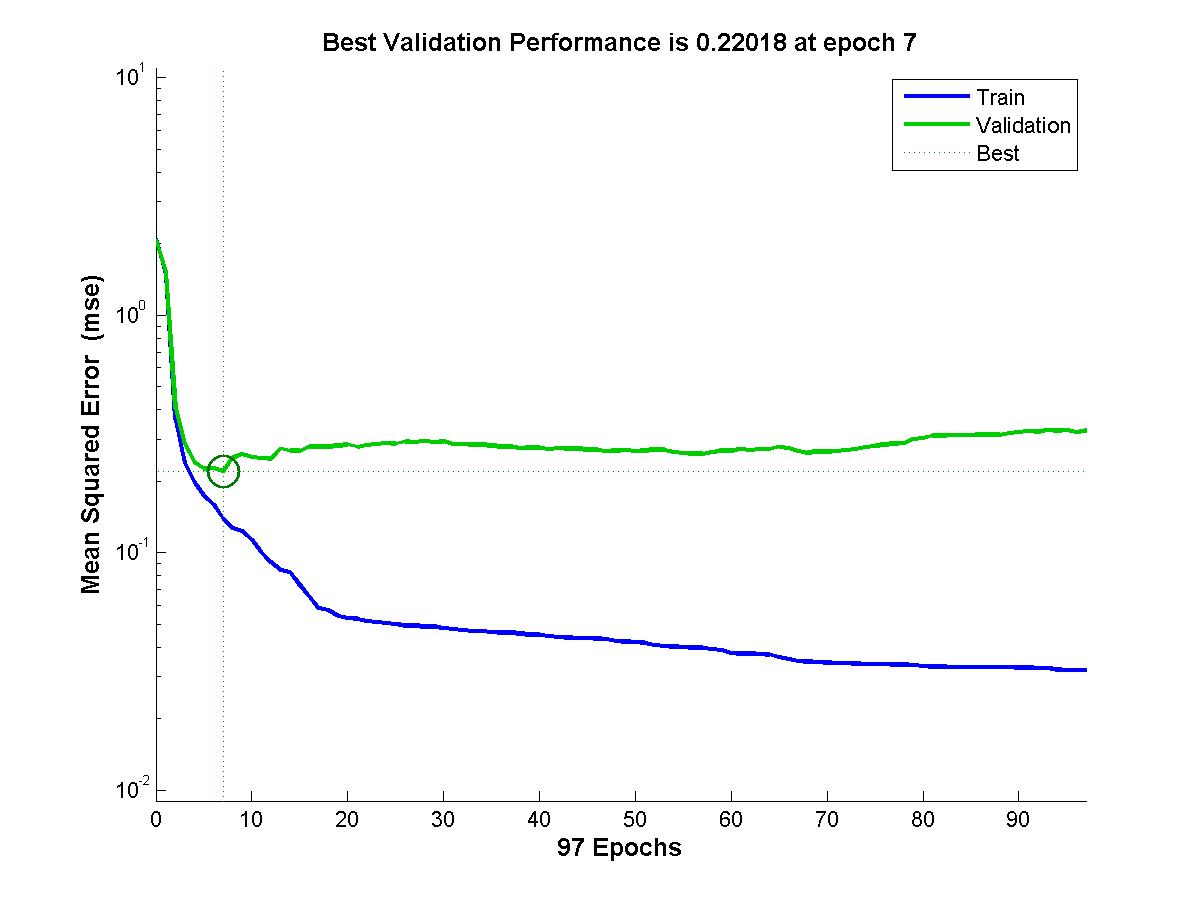 Best Validation Performance is 0.22018 at epoch 7
Train
Validation
Best
Mean Squared Error (mse)
10^1
10^0
10^-1
10^-2
0 10 20 30 40 50 60 70 80 90
97 Epochs